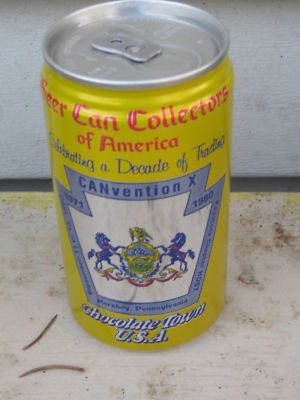 Beer Can Collectors
of America
Celebrating a Decade of Trading
CANvention X
1971 1980
Hershey, Pennsylvania
Chocolate Town
U.S.A.